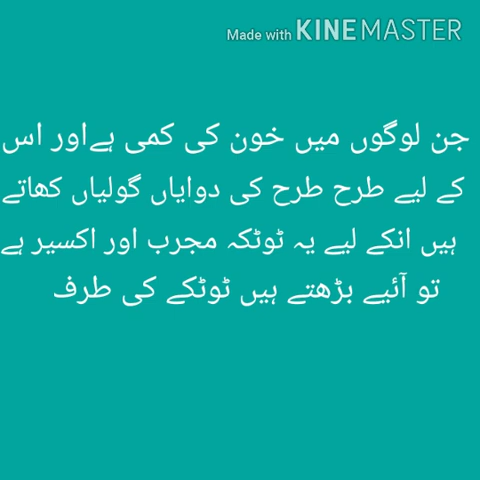 Made with KINEMASTER
جن لوگوں میں خون کی کمی ہےاور اس
کے لیے طرح طرح کی دوایاں گولیاں کھاتے
ہیں انکے لیے یہ ٹوٹکہ مجرب اور اکسیر ہے
تو آئیے بڑھتے ہیں ٹوٹکے کی طرف